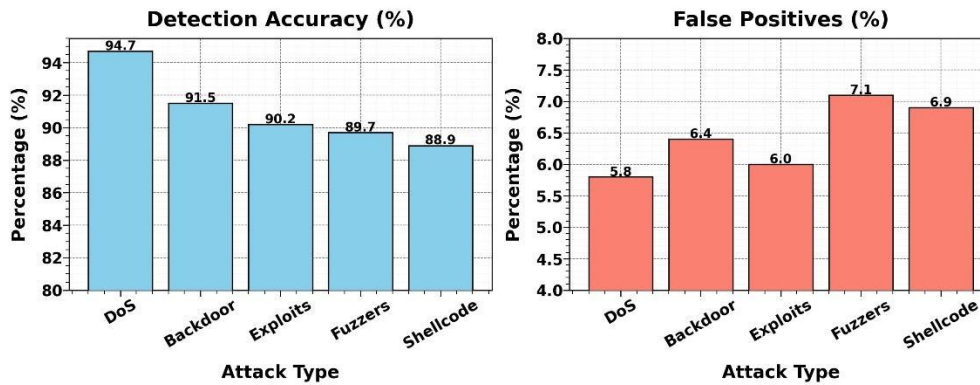 Detection Accuracy (%)
Percentage (%)
94
92
90
88
86
84
82
80
94.7
91.5
90.2
89.7
88.9
DoS
Backdoor
Exploits
Fuzzers
Shellcode
Attack Type
False Positives (%)
Percentage (%)
8.0
7.5
7.0
6.5
6.0
5.5
5.0
4.5
4.0
5.8
6.4
6.0
7.1
6.9
DoS
Backdoor
Exploits
Fuzzers
Shellcode
Attack Type